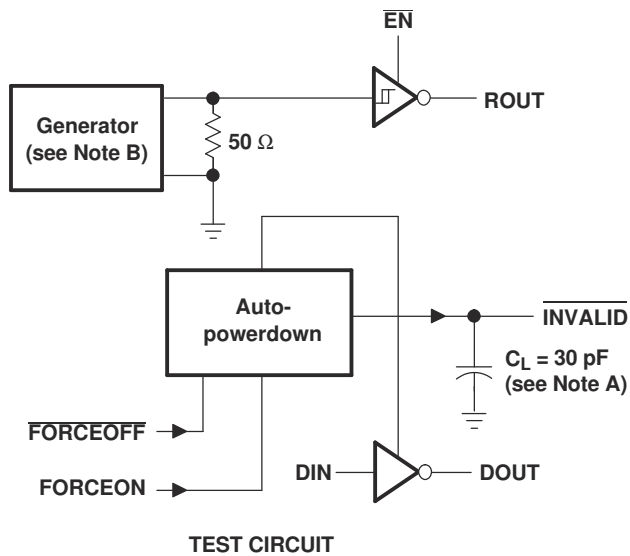 EN
Generator
(see Note B)
50 Ω
ROUT
Auto-
powerdown
INVALID
CL = 30 pF
(see Note A)
FORCEOFF
FORCEON
DIN
DOUT
TEST CIRCUIT